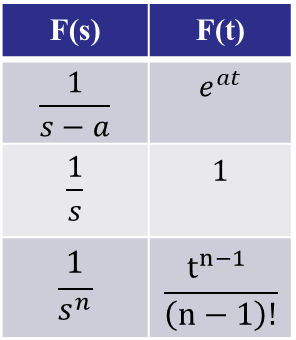 F(s) F(t)
1/(s − a) e^{at}
1/s 1
1/s^n t^{n−1}/(n − 1)!